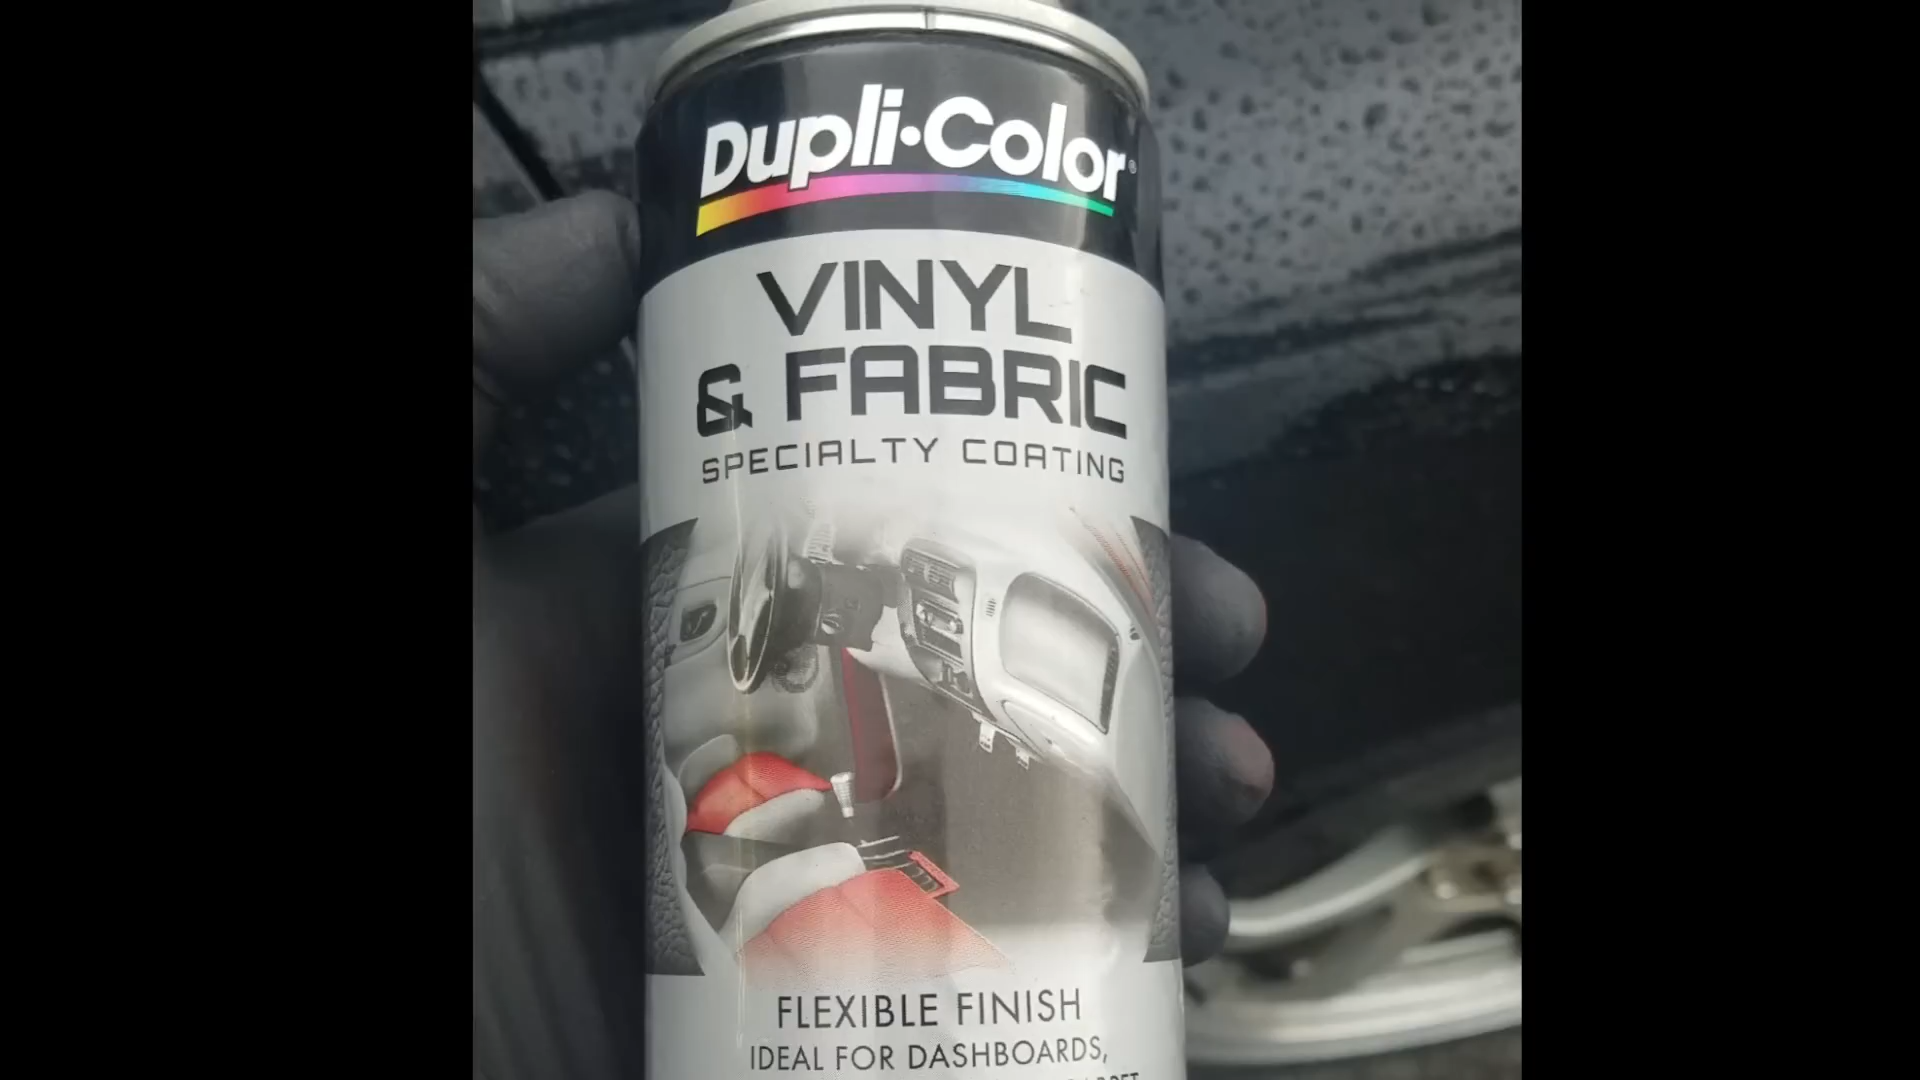 Dupli•Color®
VINYL
& FABRIC
SPECIALTY COATING
FLEXIBLE FINISH
IDEAL FOR DASHBOARDS,